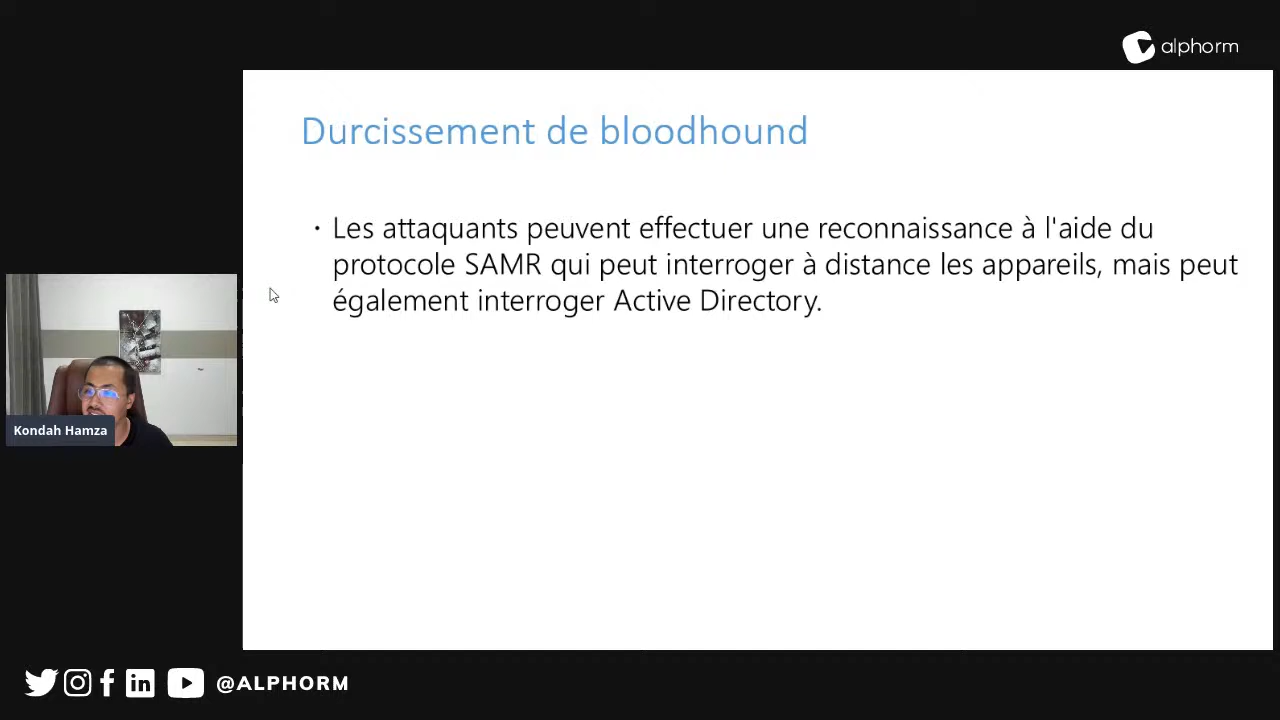 alphorm
Durcissement de bloodhound
• Les attaquants peuvent effectuer une reconnaissance à l'aide du
protocole SAMR qui peut interroger à distance les appareils, mais peut
également interroger Active Directory.
Kondah Hamza
@ALPHORM